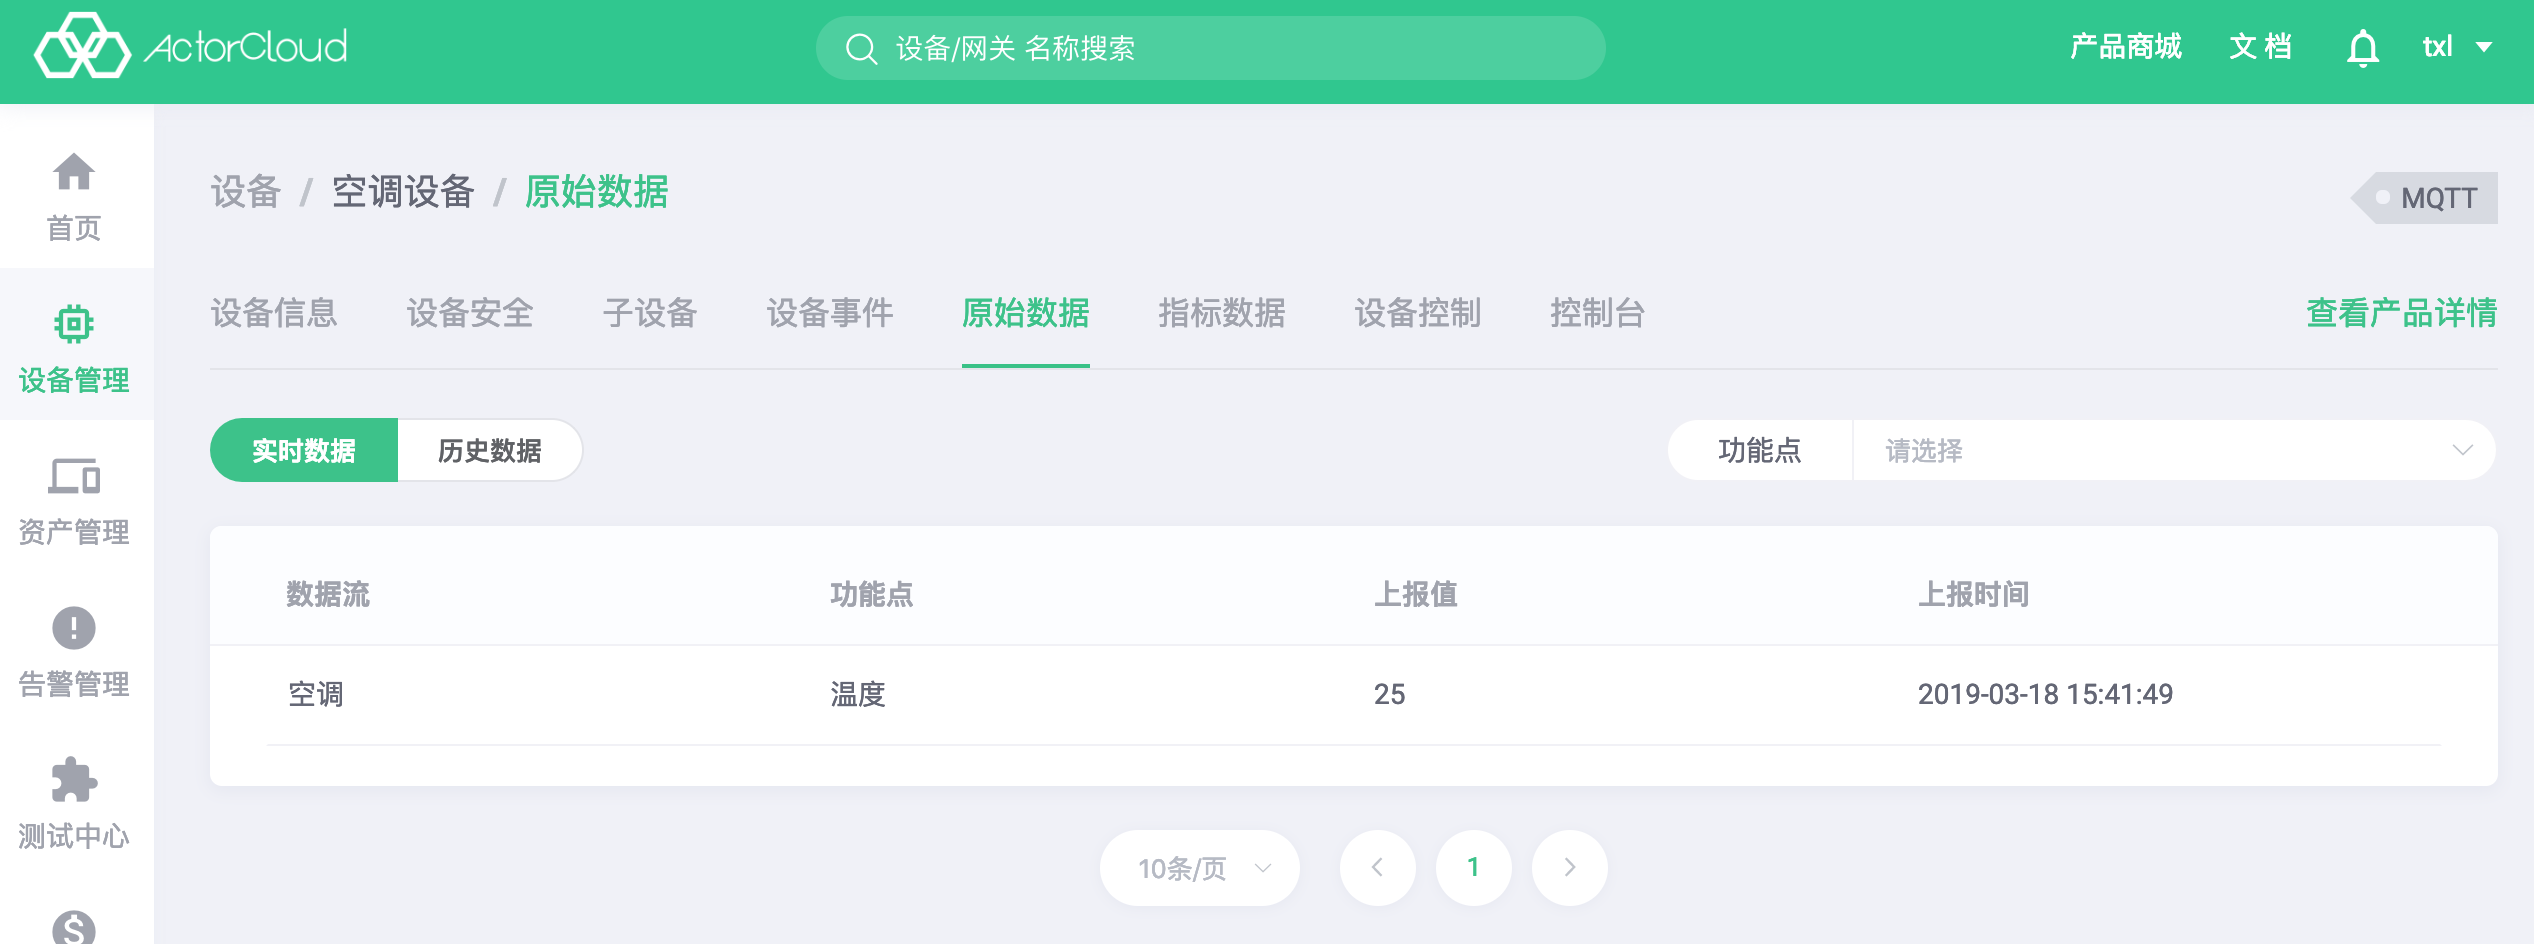 ActorCloud
设备/网关 名称搜索
产品商城 文 档 txl
首页
设备管理
资产管理
告警管理
测试中心
设备 / 空调设备 / 原始数据
MQTT
设备信息 设备安全 子设备 设备事件 原始数据 指标数据 设备控制 控制台 查看产品详情
实时数据 历史数据 功能点 请选择
数据流 功能点 上报值 上报时间
空调 温度 25 2019-03-18 15:41:49
10条/页 1